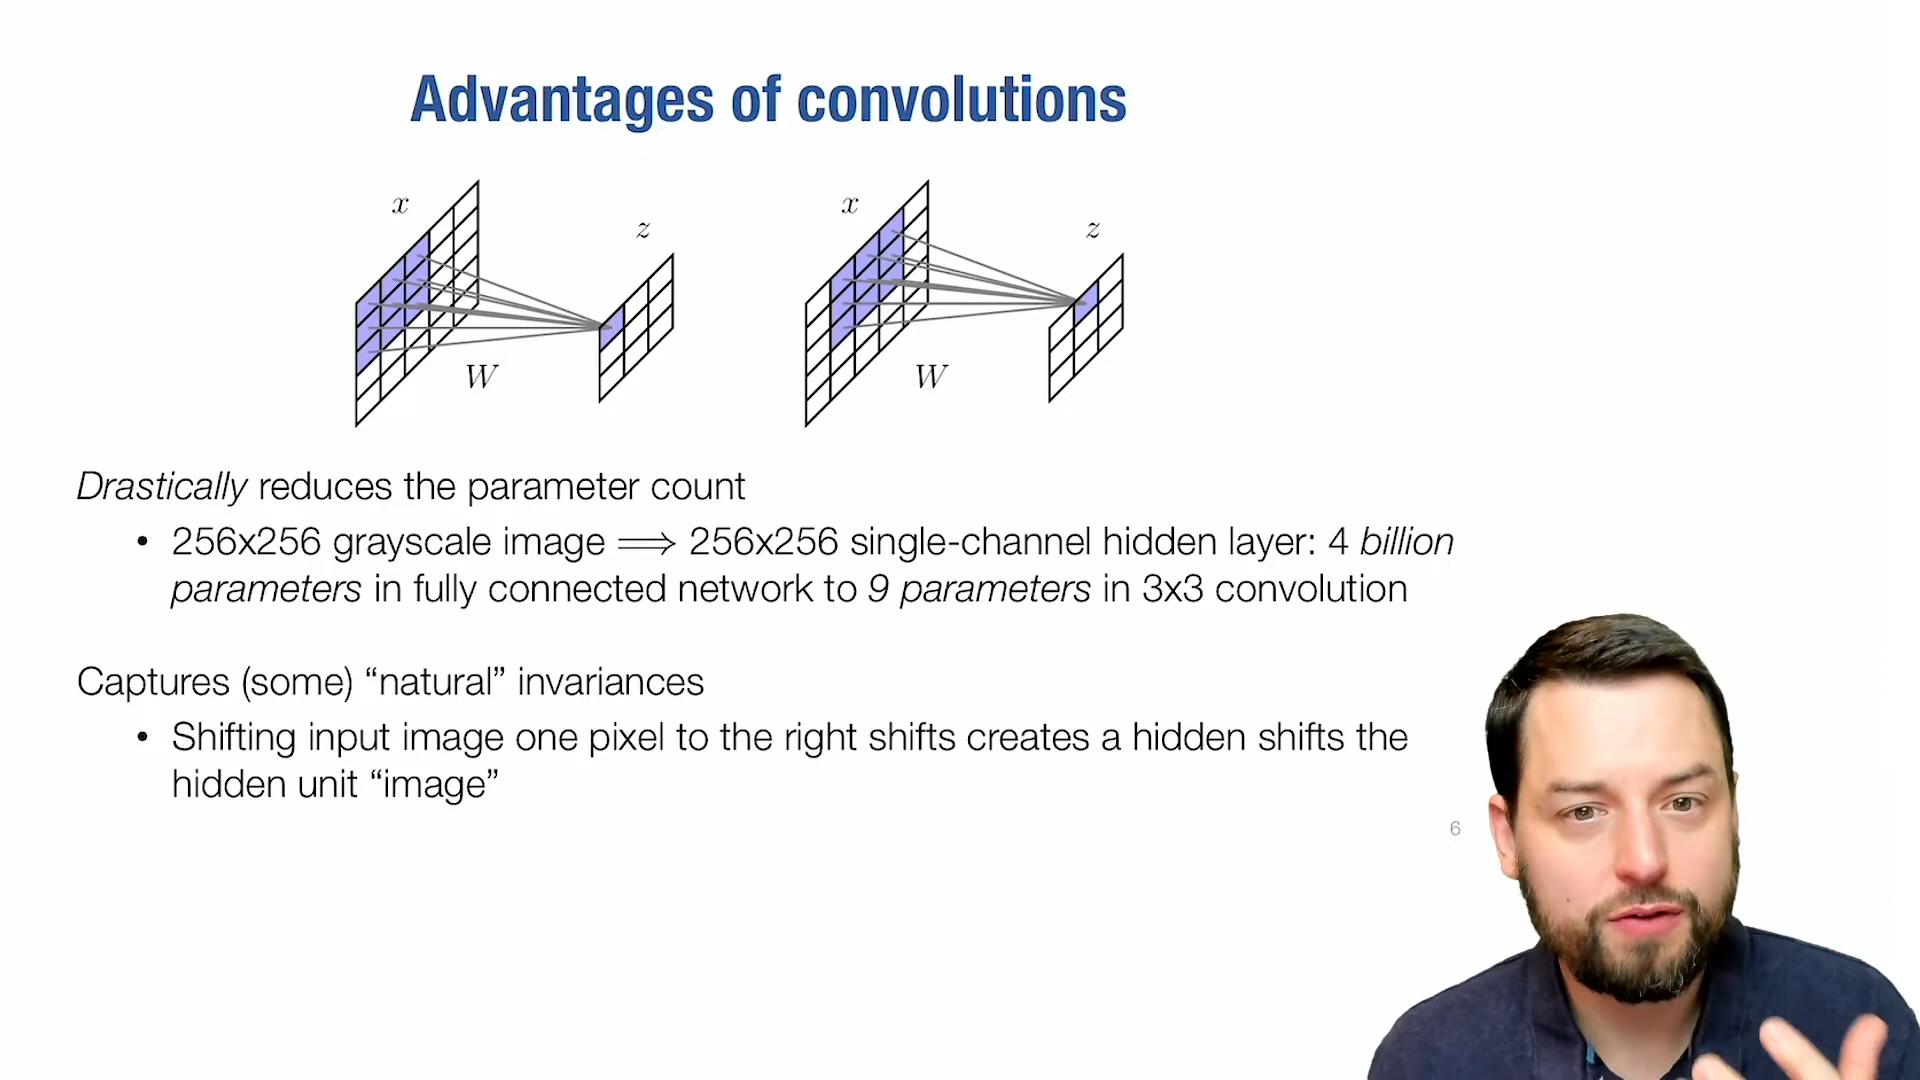 Advantages of convolutions
x
z
W
x
z
W
Drastically reduces the parameter count
• 256x256 grayscale image ⟹ 256x256 single-channel hidden layer: 4 billion
parameters in fully connected network to 9 parameters in 3x3 convolution
Captures (some) “natural” invariances
• Shifting input image one pixel to the right shifts creates a hidden shifts the
hidden unit “image”
6